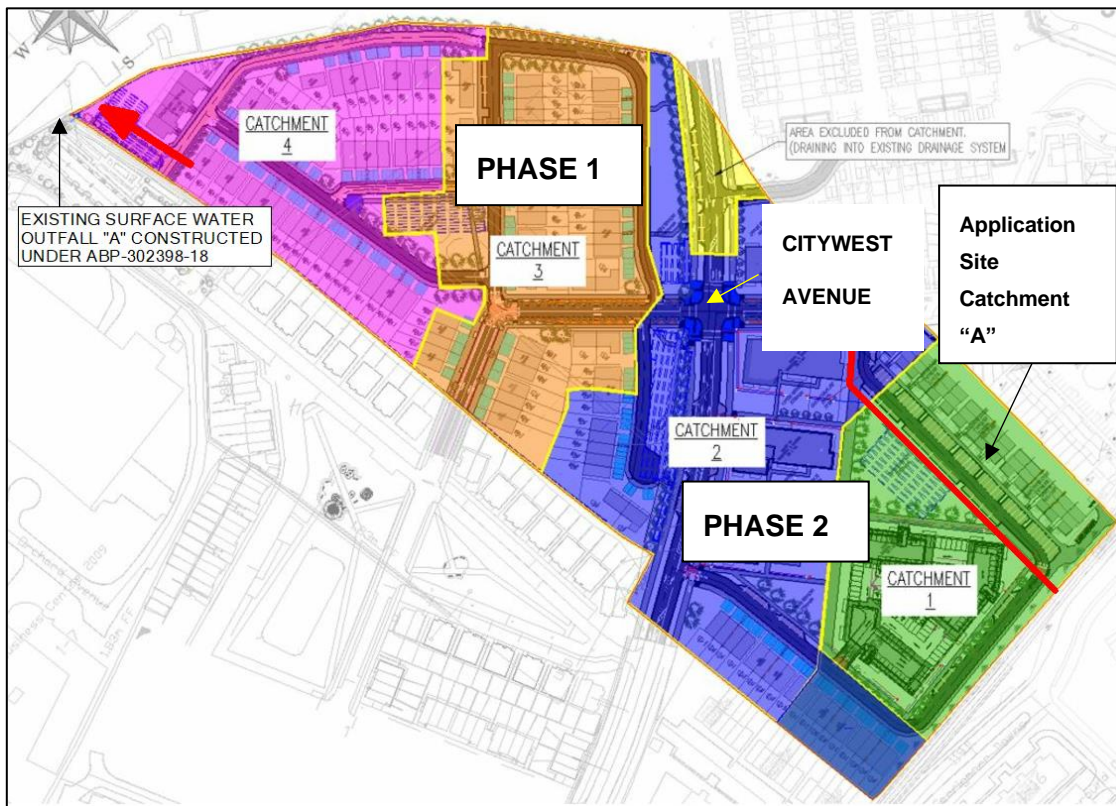 W
S
CATCHMENT
4
PHASE 1
AREA EXCLUDED FROM CATCHMENT.
(DRAINING INTO EXISTING DRAINAGE SYSTEM
EXISTING SURFACE WATER
OUTFALL "A" CONSTRUCTED
UNDER ABP-302398-18
CATCHMENT
3
CITYWEST
AVENUE
Application
Site
Catchment
“A”
CATCHMENT
2
PHASE 2
CATCHMENT
1